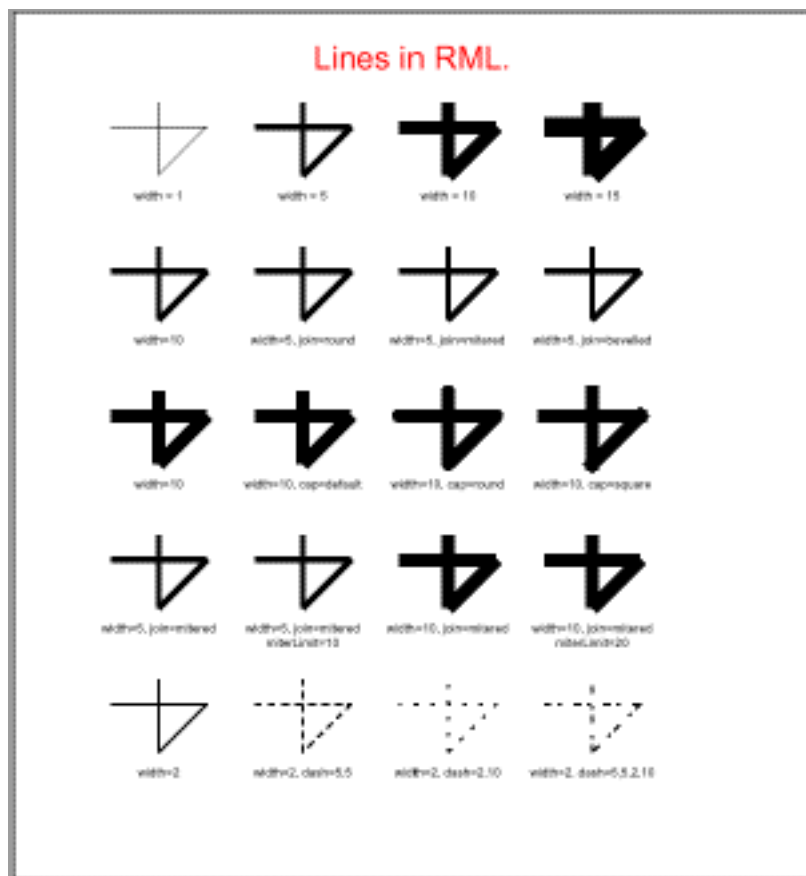 Lines in RML.
width = 1
width = 5
width = 10
width = 15
width=10
width=5, join=round
width=5, join=mitered
width=5, join=bevelled
width=10
width=10, cap=default
width=10, cap=round
width=10, cap=square
width=5, join=mitered
width=5, join=mitered
miterLimit=10
width=10, join=mitered
width=10, join=mitered
miterLimit=20
width=2
width=2, dash=5,5
width=2, dash=2,10
width=2, dash=5,5,2,10